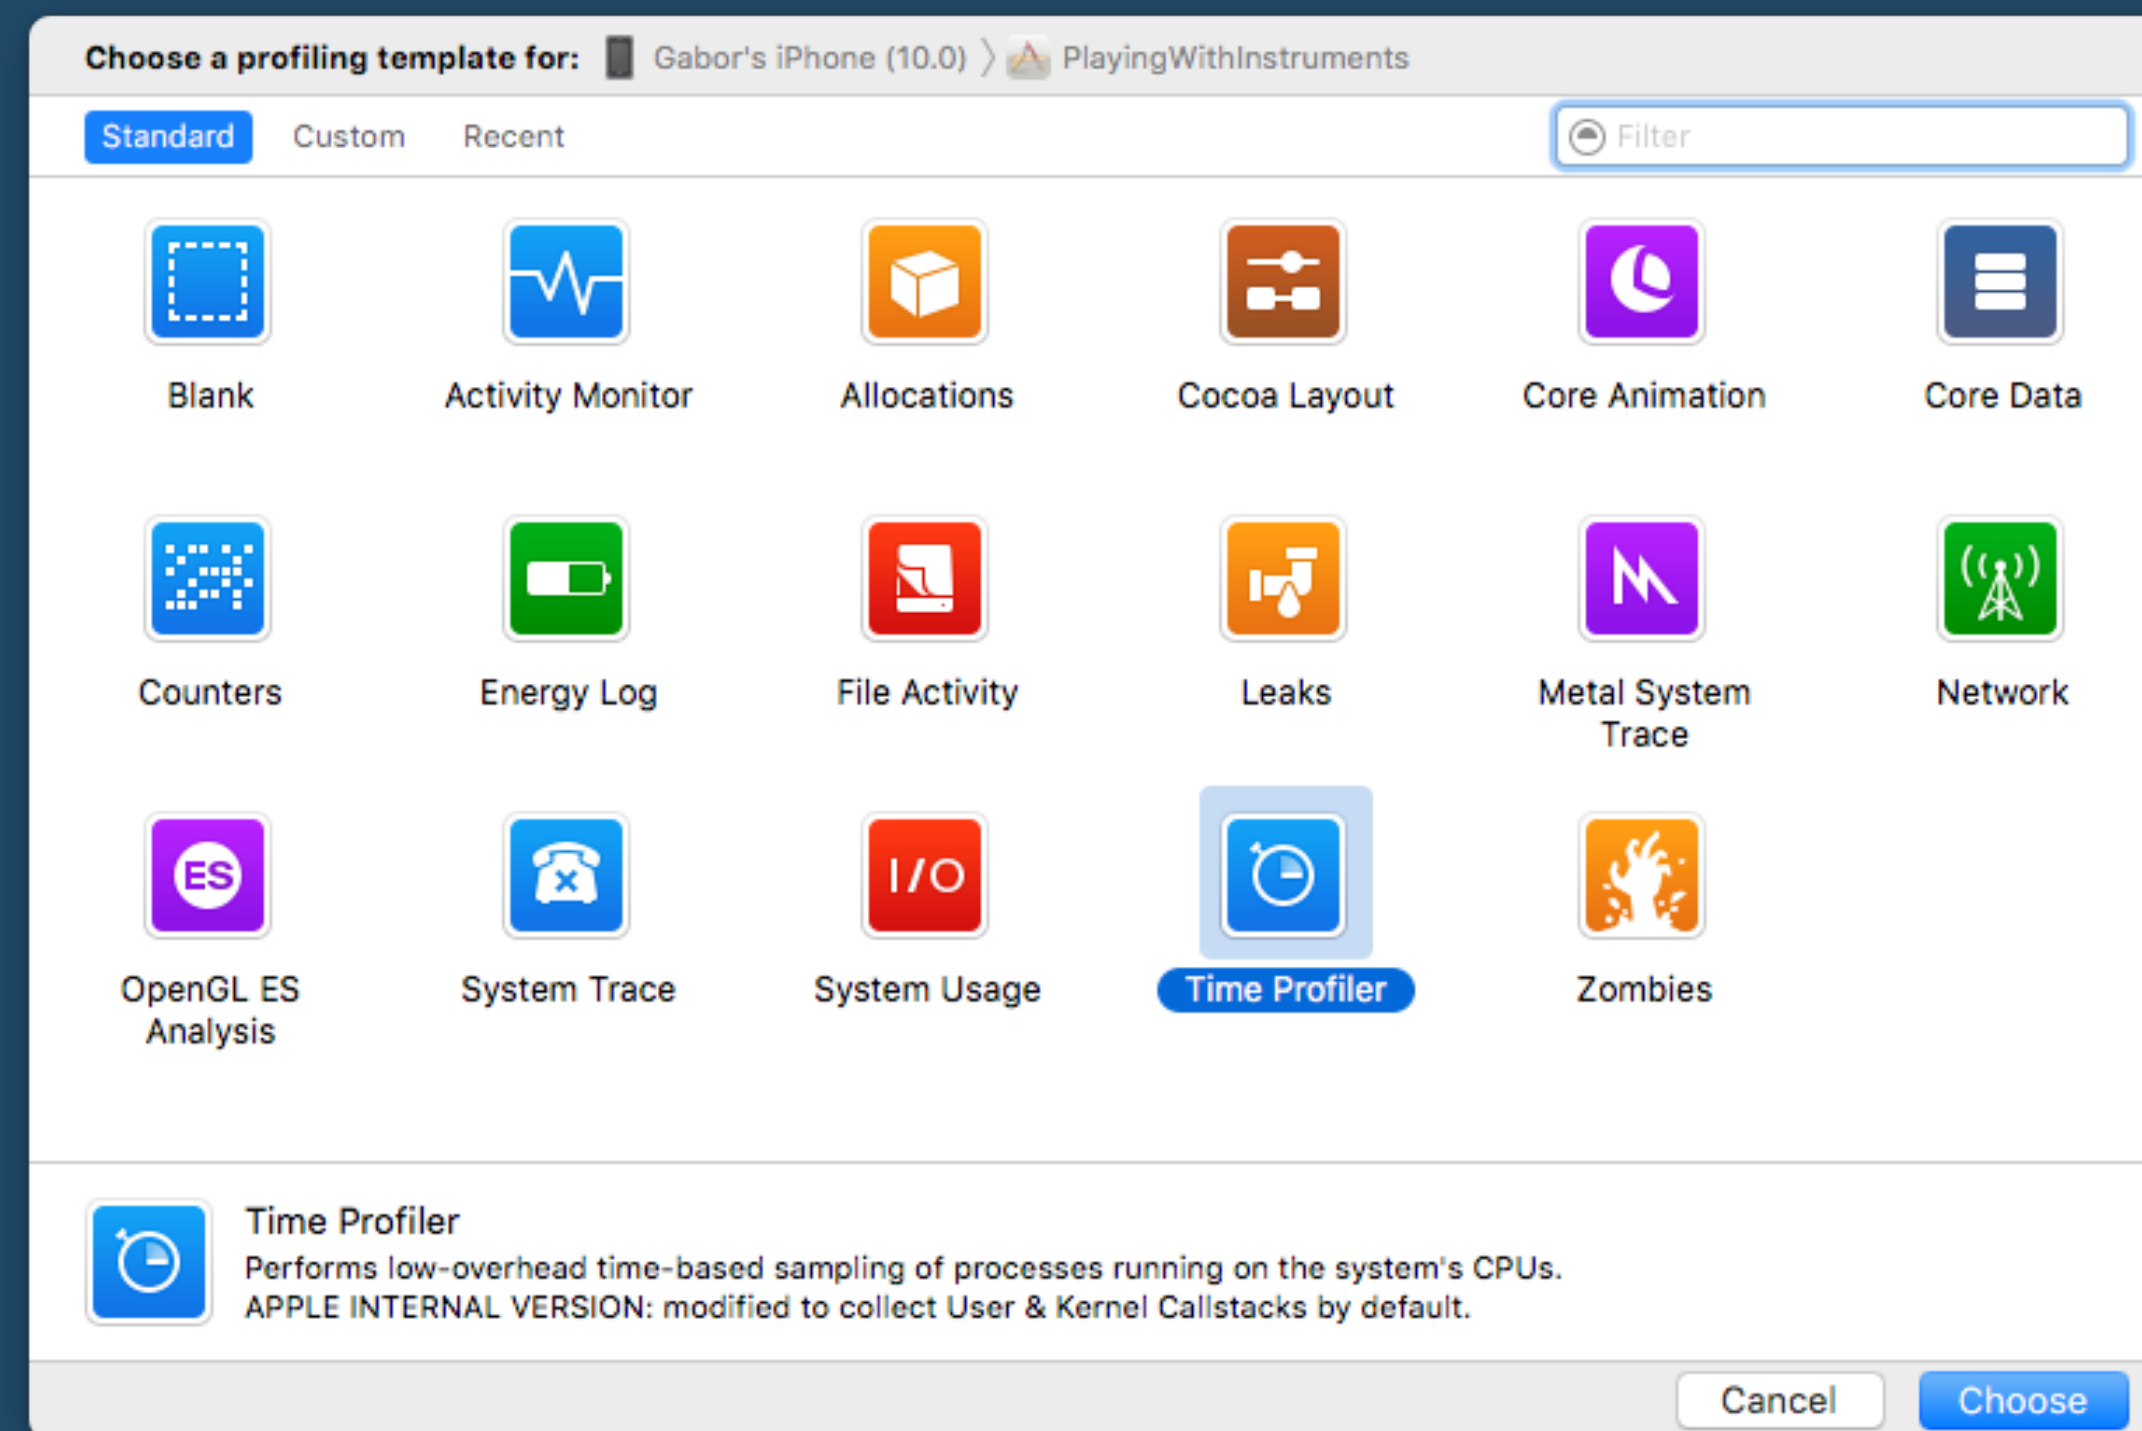 Choose a profiling template for: Gabor's iPhone (10.0) 〉 PlayingWithInstruments
Standard Custom Recent Filter
Blank Activity Monitor Allocations Cocoa Layout Core Animation Core Data
Counters Energy Log File Activity Leaks Metal System Network
Trace
ES I/O
OpenGL ES System Trace System Usage Time Profiler Zombies
Analysis
Time Profiler
Performs low-overhead time-based sampling of processes running on the system's CPUs.
APPLE INTERNAL VERSION: modified to collect User & Kernel Callstacks by default.
Cancel Choose